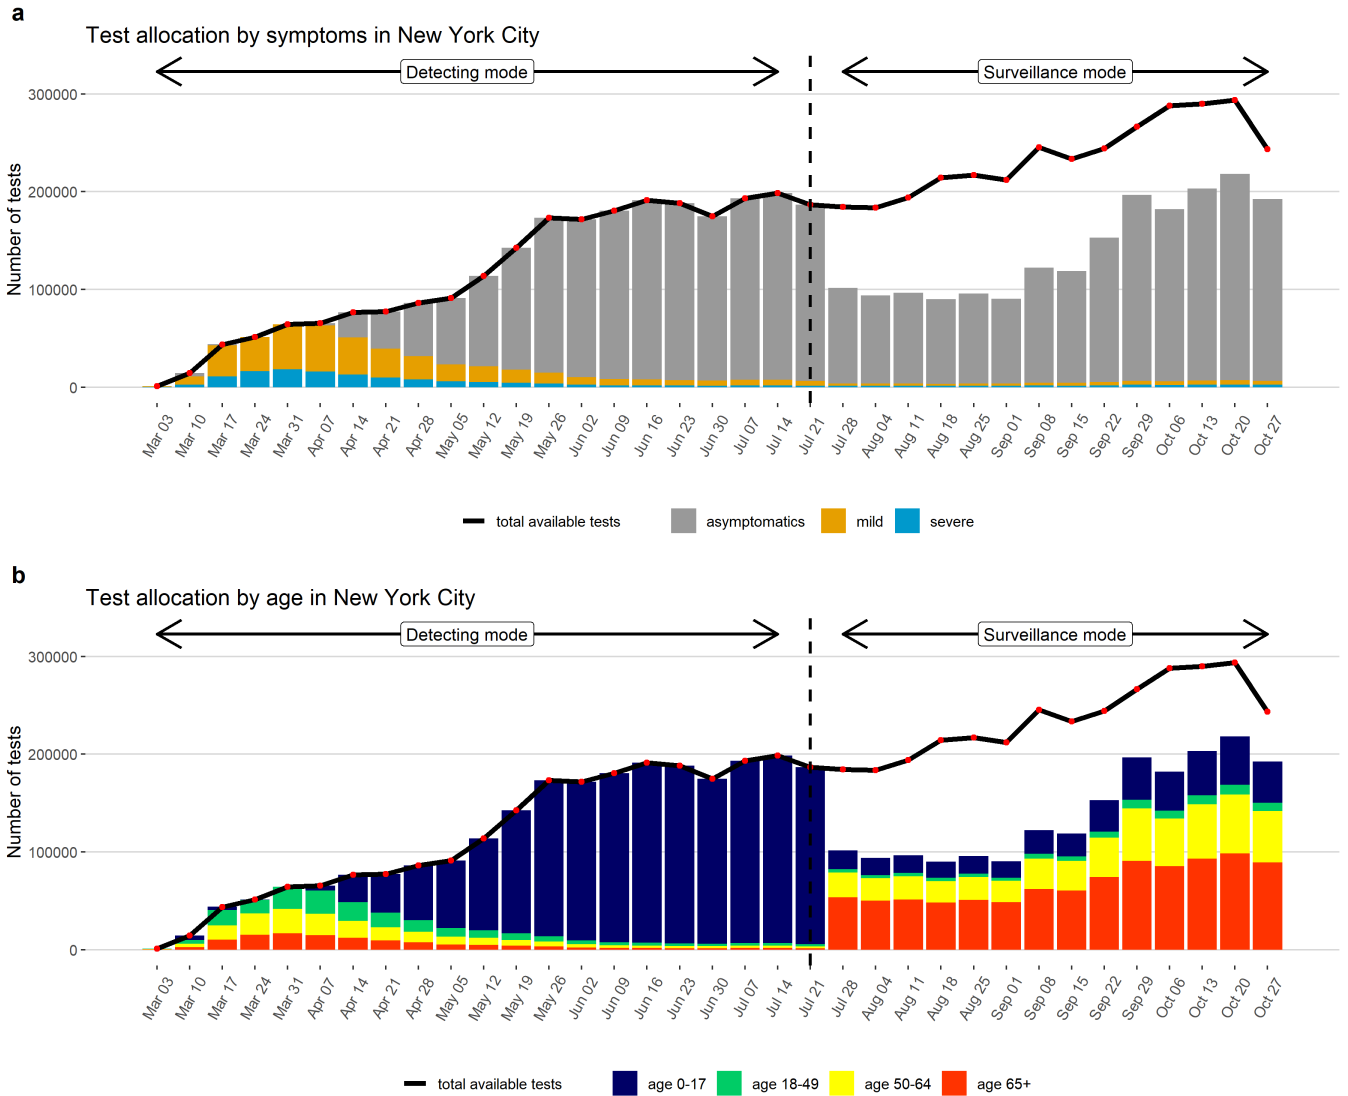 a
Test allocation by symptoms in New York City
Detecting mode
Surveillance mode
Number of tests
300000
200000
100000
0
Mar 03
Mar 10
Mar 17
Mar 24
Mar 31
Apr 07
Apr 14
Apr 21
Apr 28
May 05
May 12
May 19
May 26
Jun 02
Jun 09
Jun 16
Jun 23
Jun 30
Jul 07
Jul 14
Jul 21
Jul 28
Aug 04
Aug 11
Aug 18
Aug 25
Sep 01
Sep 08
Sep 15
Sep 22
Sep 29
Oct 06
Oct 13
Oct 20
Oct 27
total available tests
asymptomatics
mild
severe
b
Test allocation by age in New York City
Detecting mode
Surveillance mode
Number of tests
300000
200000
100000
0
Mar 03
Mar 10
Mar 17
Mar 24
Mar 31
Apr 07
Apr 14
Apr 21
Apr 28
May 05
May 12
May 19
May 26
Jun 02
Jun 09
Jun 16
Jun 23
Jun 30
Jul 07
Jul 14
Jul 21
Jul 28
Aug 04
Aug 11
Aug 18
Aug 25
Sep 01
Sep 08
Sep 15
Sep 22
Sep 29
Oct 06
Oct 13
Oct 20
Oct 27
total available tests
age 0-17
age 18-49
age 50-64
age 65+